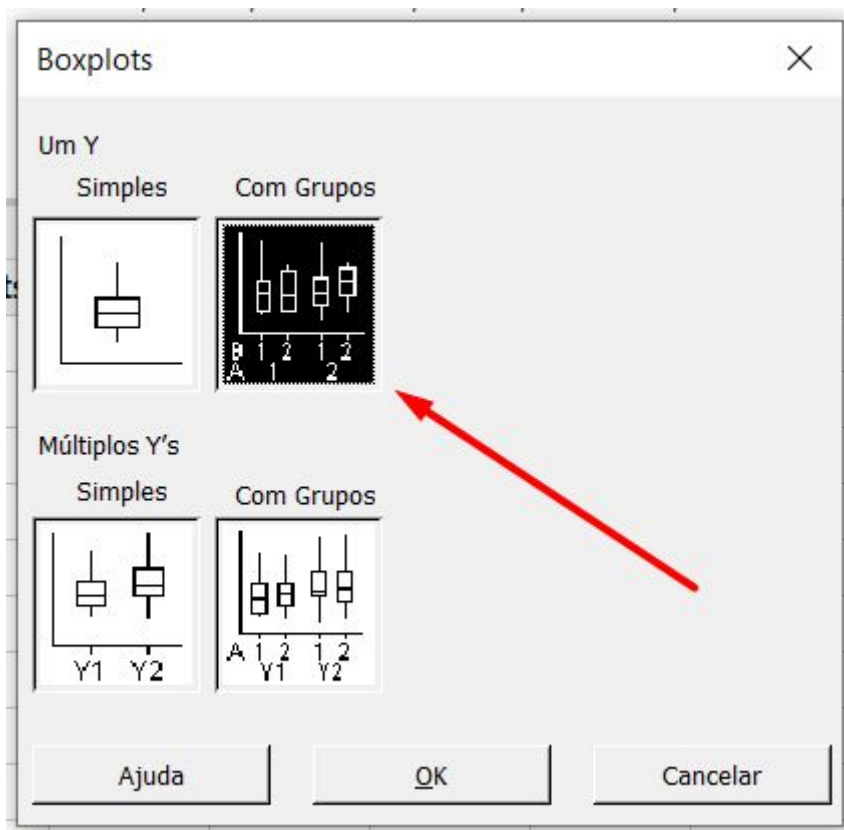 Boxplots
Um Y
Simples Com Grupos
B 1 2 1 2
A 1 2
Múltiplos Y's
Simples Com Grupos
Y1 Y2
A 1 2 1 2
Y1 Y2
Ajuda OK Cancelar